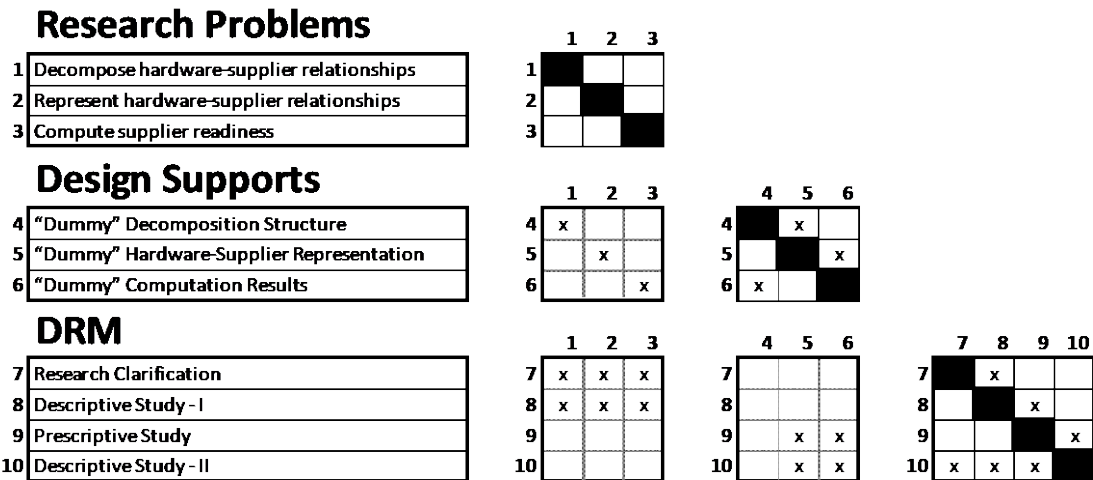 Research Problems
1 2 3
1 Decompose hardware-supplier relationships 1
2 Represent hardware-supplier relationships 2
3 Compute supplier readiness 3
Design Supports
1 2 3 4 5 6
4 “Dummy” Decomposition Structure 4 x 4 x
5 “Dummy” Hardware-Supplier Representation 5 x 5 x
6 “Dummy” Computation Results 6 x 6 x
DRM
1 2 3 4 5 6 7 8 9 10
7 Research Clarification 7 x x x 7 7 x
8 Descriptive Study - I 8 x x x 8 8 x
9 Prescriptive Study 9 9 x x 9 x
10 Descriptive Study - II 10 10 x x 10 x x x